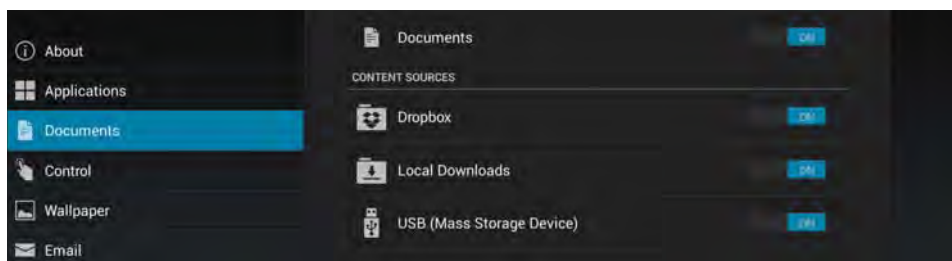 About
Applications
Documents
Control
Wallpaper
Email
Documents ON
CONTENT SOURCES
Dropbox ON
Local Downloads ON
USB (Mass Storage Device) ON